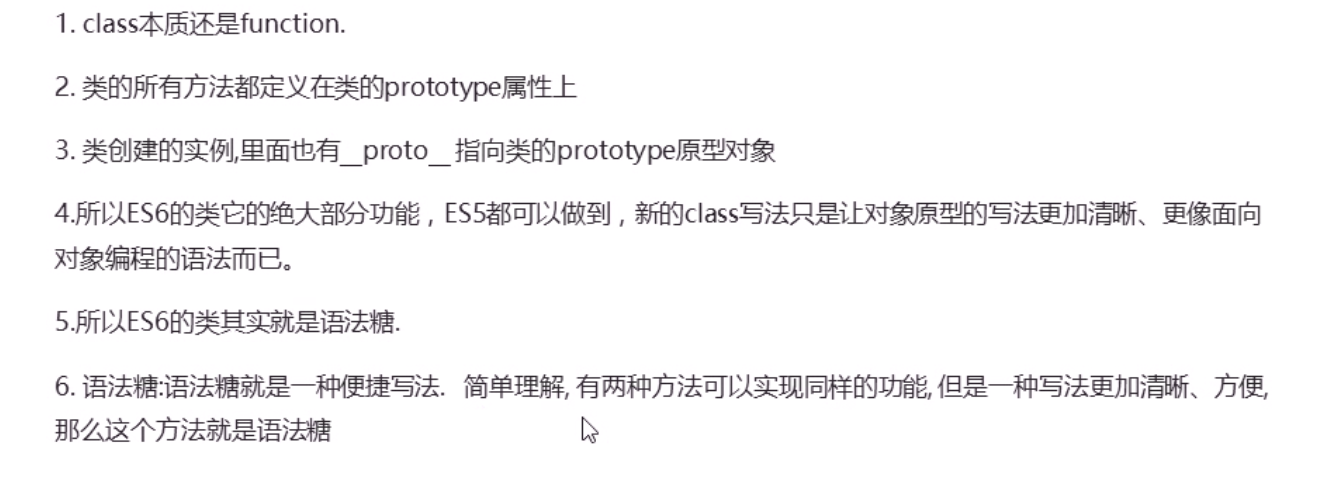 1. class本质还是function.
2. 类的所有方法都定义在类的prototype属性上
3. 类创建的实例,里面也有__proto__ 指向类的prototype原型对象
4.所以ES6的类它的绝大部分功能，ES5都可以做到，新的class写法只是让对象原型的写法更加清晰、更像面向
对象编程的语法而已。
5.所以ES6的类其实就是语法糖.
6. 语法糖:语法糖就是一种便捷写法. 简单理解, 有两种方法可以实现同样的功能, 但是一种写法更加清晰、方便,
那么这个方法就是语法糖